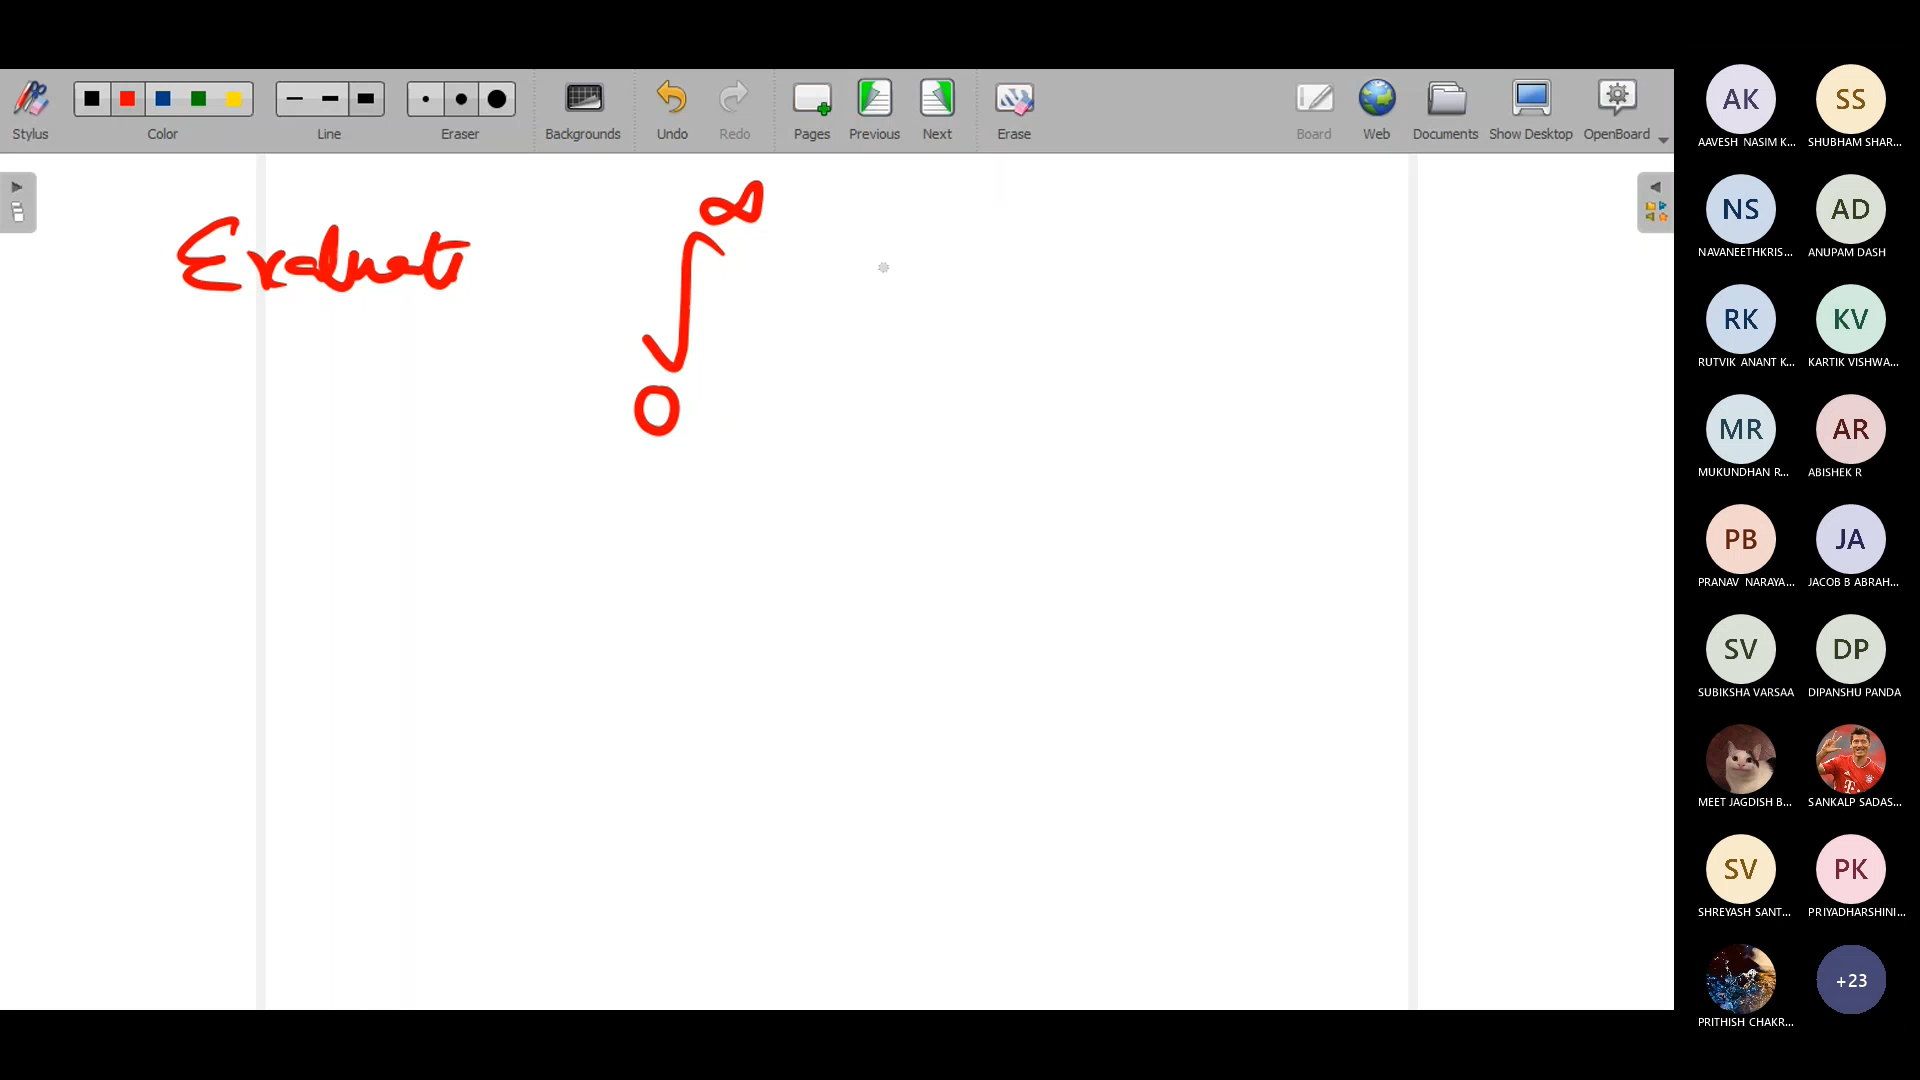 Stylus
Color
Line
Eraser
Backgrounds
Undo
Redo
Pages
Previous
Next
Erase
Board
Web
Documents
Show Desktop
OpenBoard
Evaluate ∫
∞
0
AK
AAVESH NASIM K...
SS
SHUBHAM SHAR...
NS
NAVANEETHKRIS...
AD
ANUPAM DASH
RK
RUTVIK ANANT K...
KV
KARTIK VISHWA...
MR
MUKUNDHAN R...
AR
ABISHEK R
PB
PRANAV NARAYA...
JA
JACOB B ABRAH...
SV
SUBIKSHA VARSAA
DP
DIPANSHU PANDA
MEET JAGDISH B...
SANKALP SADAS...
SV
SHREYASH SANT...
PK
PRIYADHARSHINI...
PRITHISH CHAKR...
+23